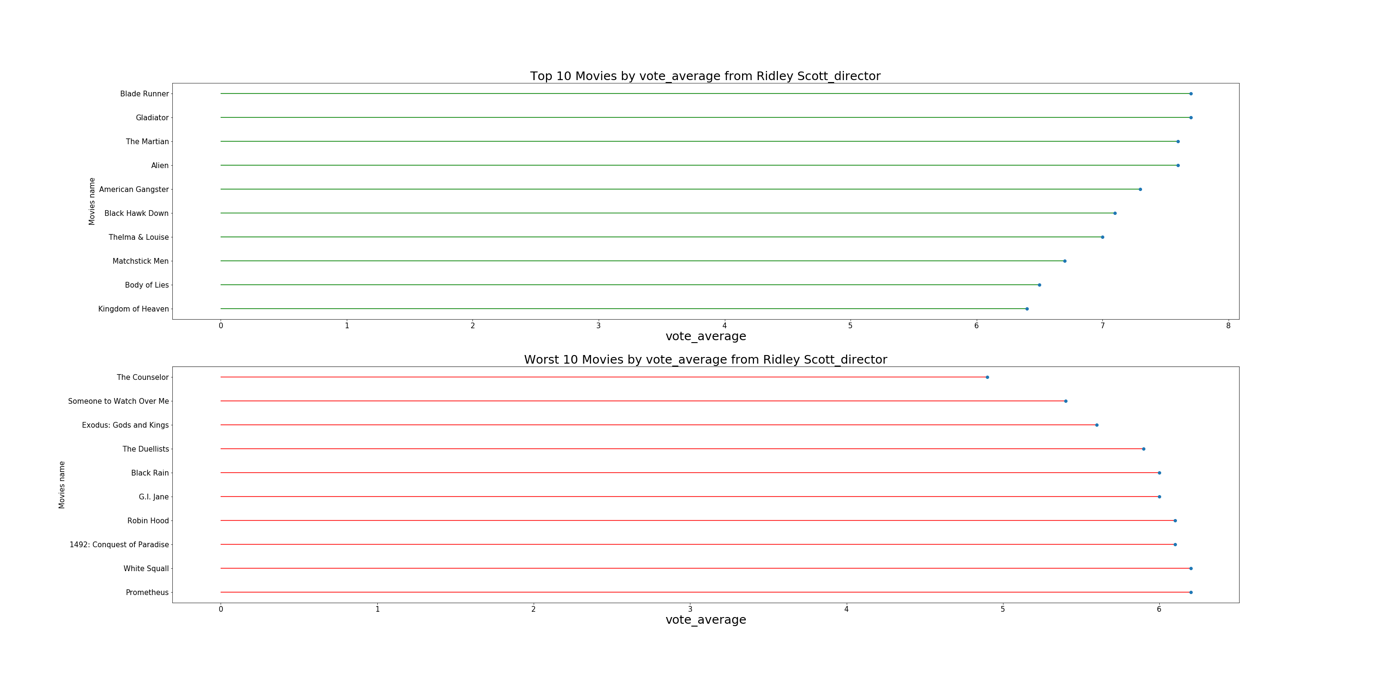 Top 10 Movies by vote_average from Ridley Scott_director
Movies name
Blade Runner
Gladiator
The Martian
Alien
American Gangster
Black Hawk Down
Thelma & Louise
Matchstick Men
Body of Lies
Kingdom of Heaven
0 1 2 3 4 5 6 7 8
vote_average
Worst 10 Movies by vote_average from Ridley Scott_director
Movies name
The Counselor
Someone to Watch Over Me
Exodus: Gods and Kings
The Duellists
Black Rain
G.I. Jane
Robin Hood
1492: Conquest of Paradise
White Squall
Prometheus
0 1 2 3 4 5 6
vote_average